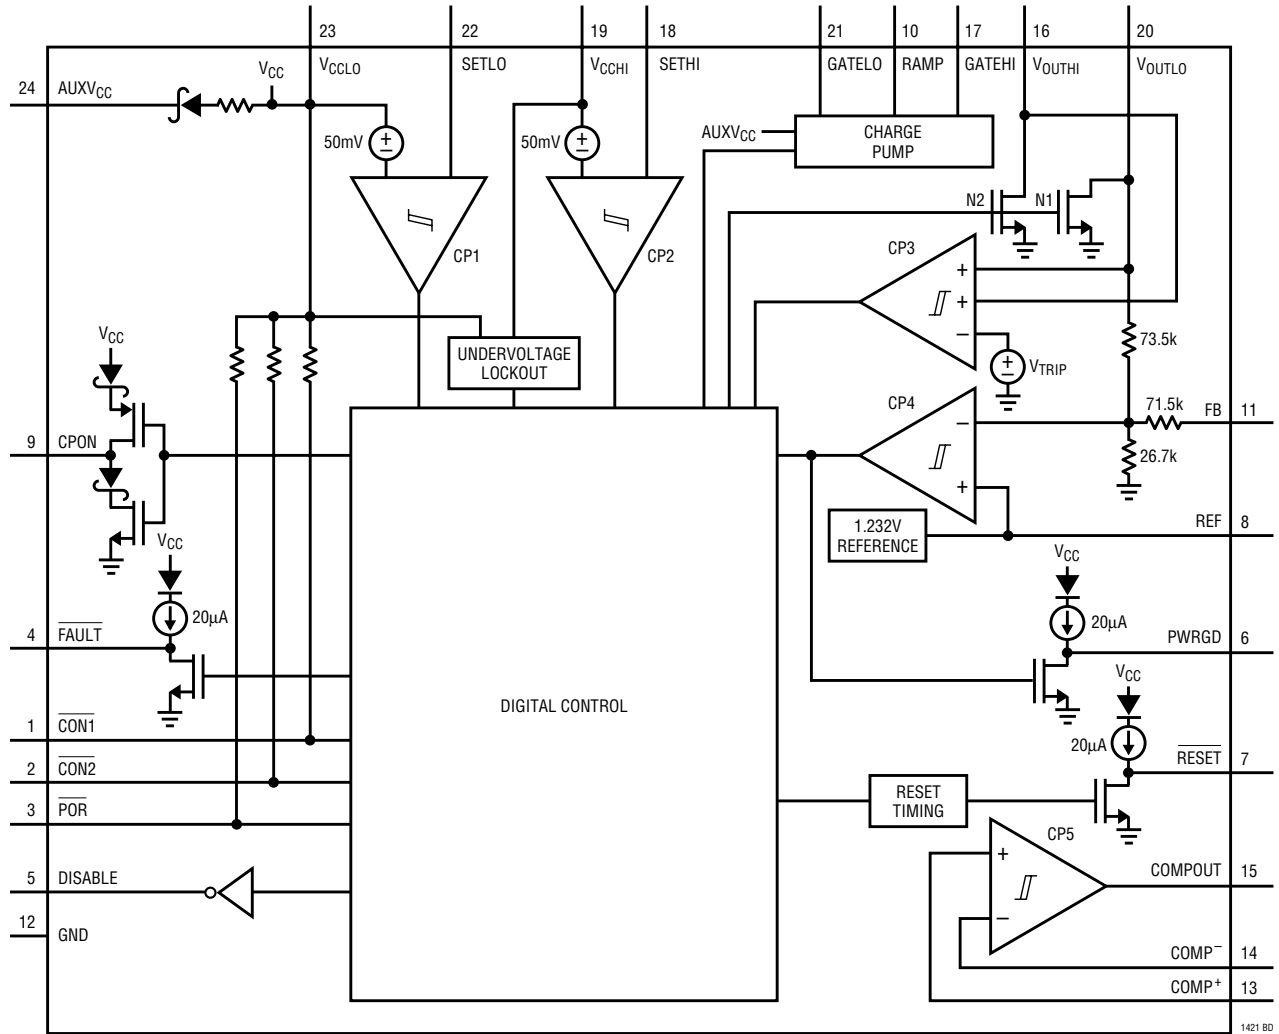 23
22
19
18
21
10
17
16
20
VCCLO
SETLO
VCCHI
SETHI
GATELO
RAMP
GATEHI
VOUTHI
VOUTLO
24
AUXVCC
VCC
50mV
+
−
50mV
+
−
AUXVCC
CHARGE
PUMP
N2
N1
CP1
CP2
CP3
+
+
−
73.5k
VCC
UNDERVOLTAGE
LOCKOUT
+
−
VTRIP
CP4
−
71.5k
FB
11
9
CPON
26.7k
+
REF
8
1.232V
REFERENCE
VCC
VCC
20µA
20µA
4
FAULT
PWRGD
6
VCC
DIGITAL CONTROL
1
CON1
20µA
RESET
7
2
CON2
RESET
TIMING
3
POR
CP5
+
5
DISABLE
COMPOUT
15
−
12
GND
COMP−
14
COMP+
13
1421 BD